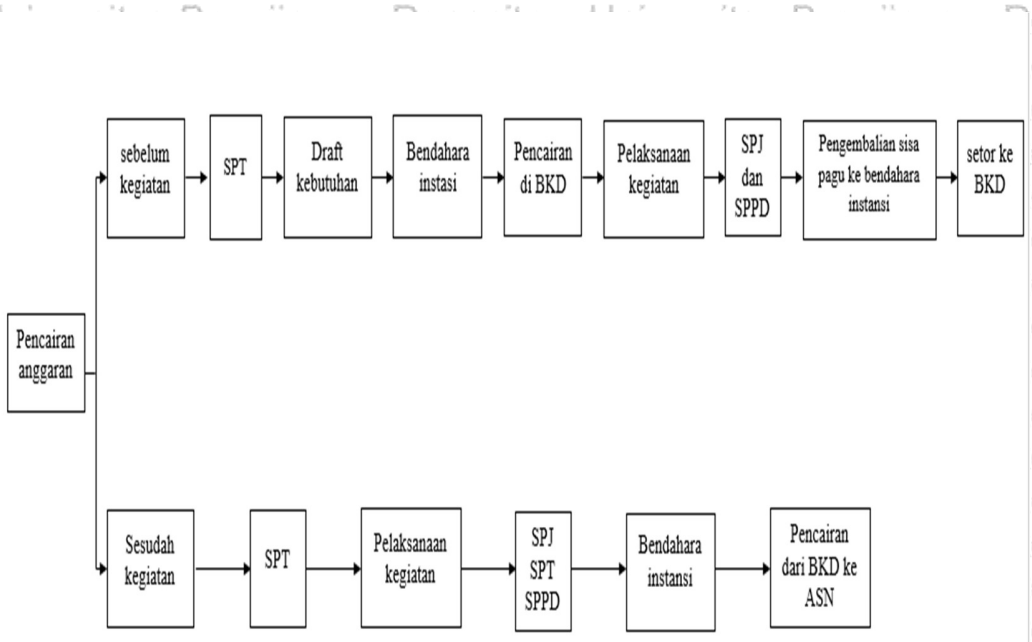 sebelum
kegiatan
SPT
Draft
kebutuhan
Bendahara
instasi
Pencairan
di BKD
Pelaksanaan
kegiatan
SPJ
dan
SPPD
Pengembalian sisa
pagu ke bendahara
instansi
setor ke
BKD
Pencairan
anggaran
Sesudah
kegiatan
SPT
Pelaksanaan
kegiatan
SPJ
SPT
SPPD
Bendahara
instansi
Pencairan
dari BKD ke
ASN